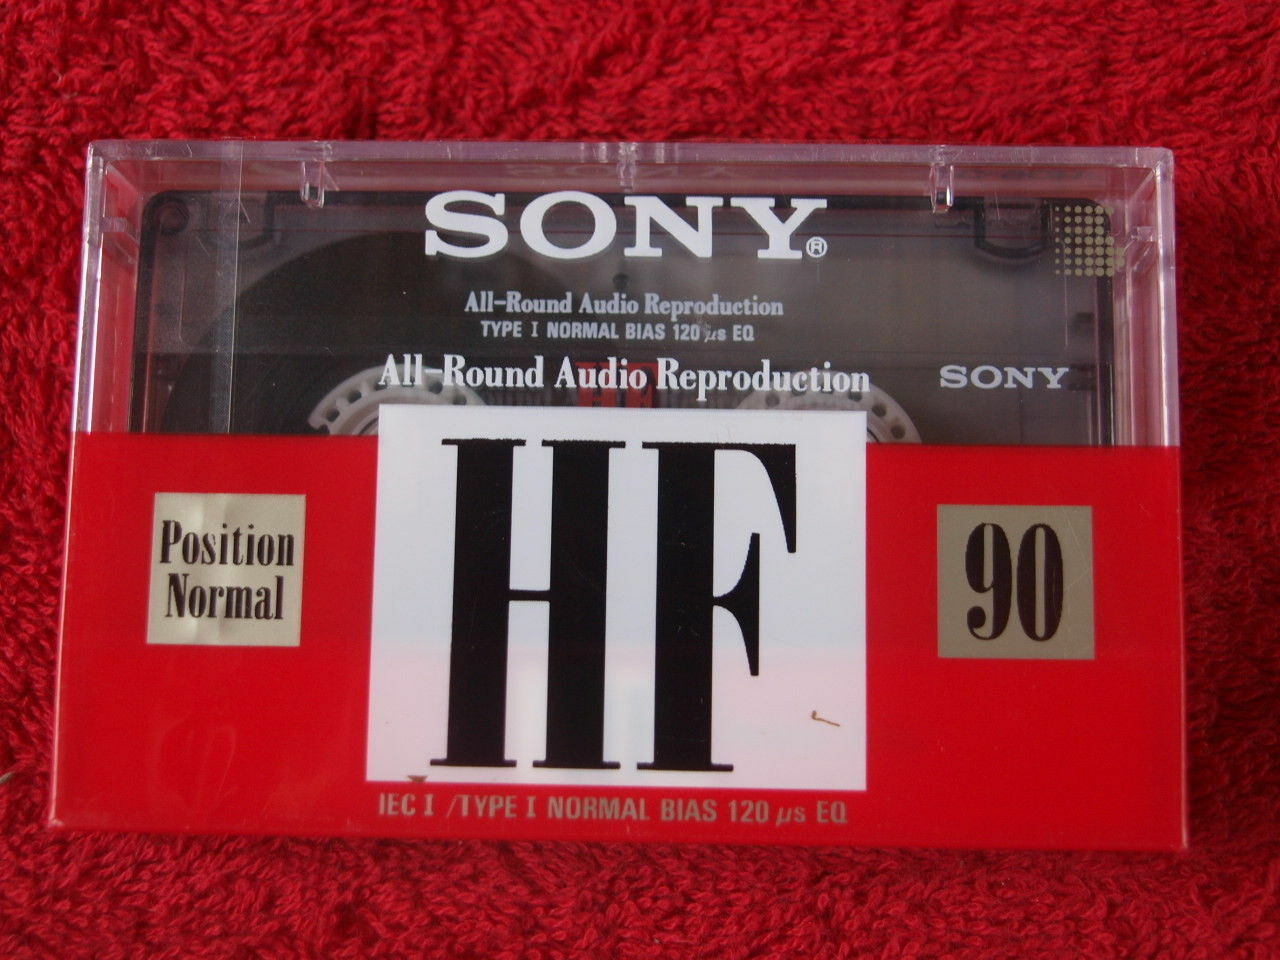 SONY®
All-Round Audio Reproduction
TYPE I NORMAL BIAS 120 µs EQ
All-Round Audio Reproduction
SONY
HF
Position
Normal
HF
90
IEC I /TYPE I NORMAL BIAS 120 µs EQ